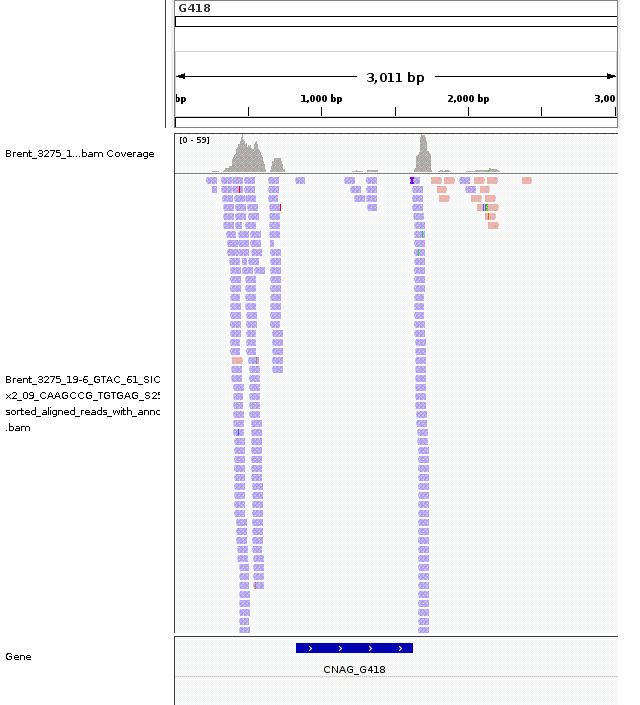 G418
3,011 bp
bp
1,000 bp
2,000 bp
3,00
[0 - 59]
Brent_3275_1...bam Coverage
Brent_3275_19-6_GTAC_61_SIC
x2_09_CAAGCCG_TGTGAG_S2
sorted_aligned_reads_with_anno
.bam
Gene
CNAG_G418